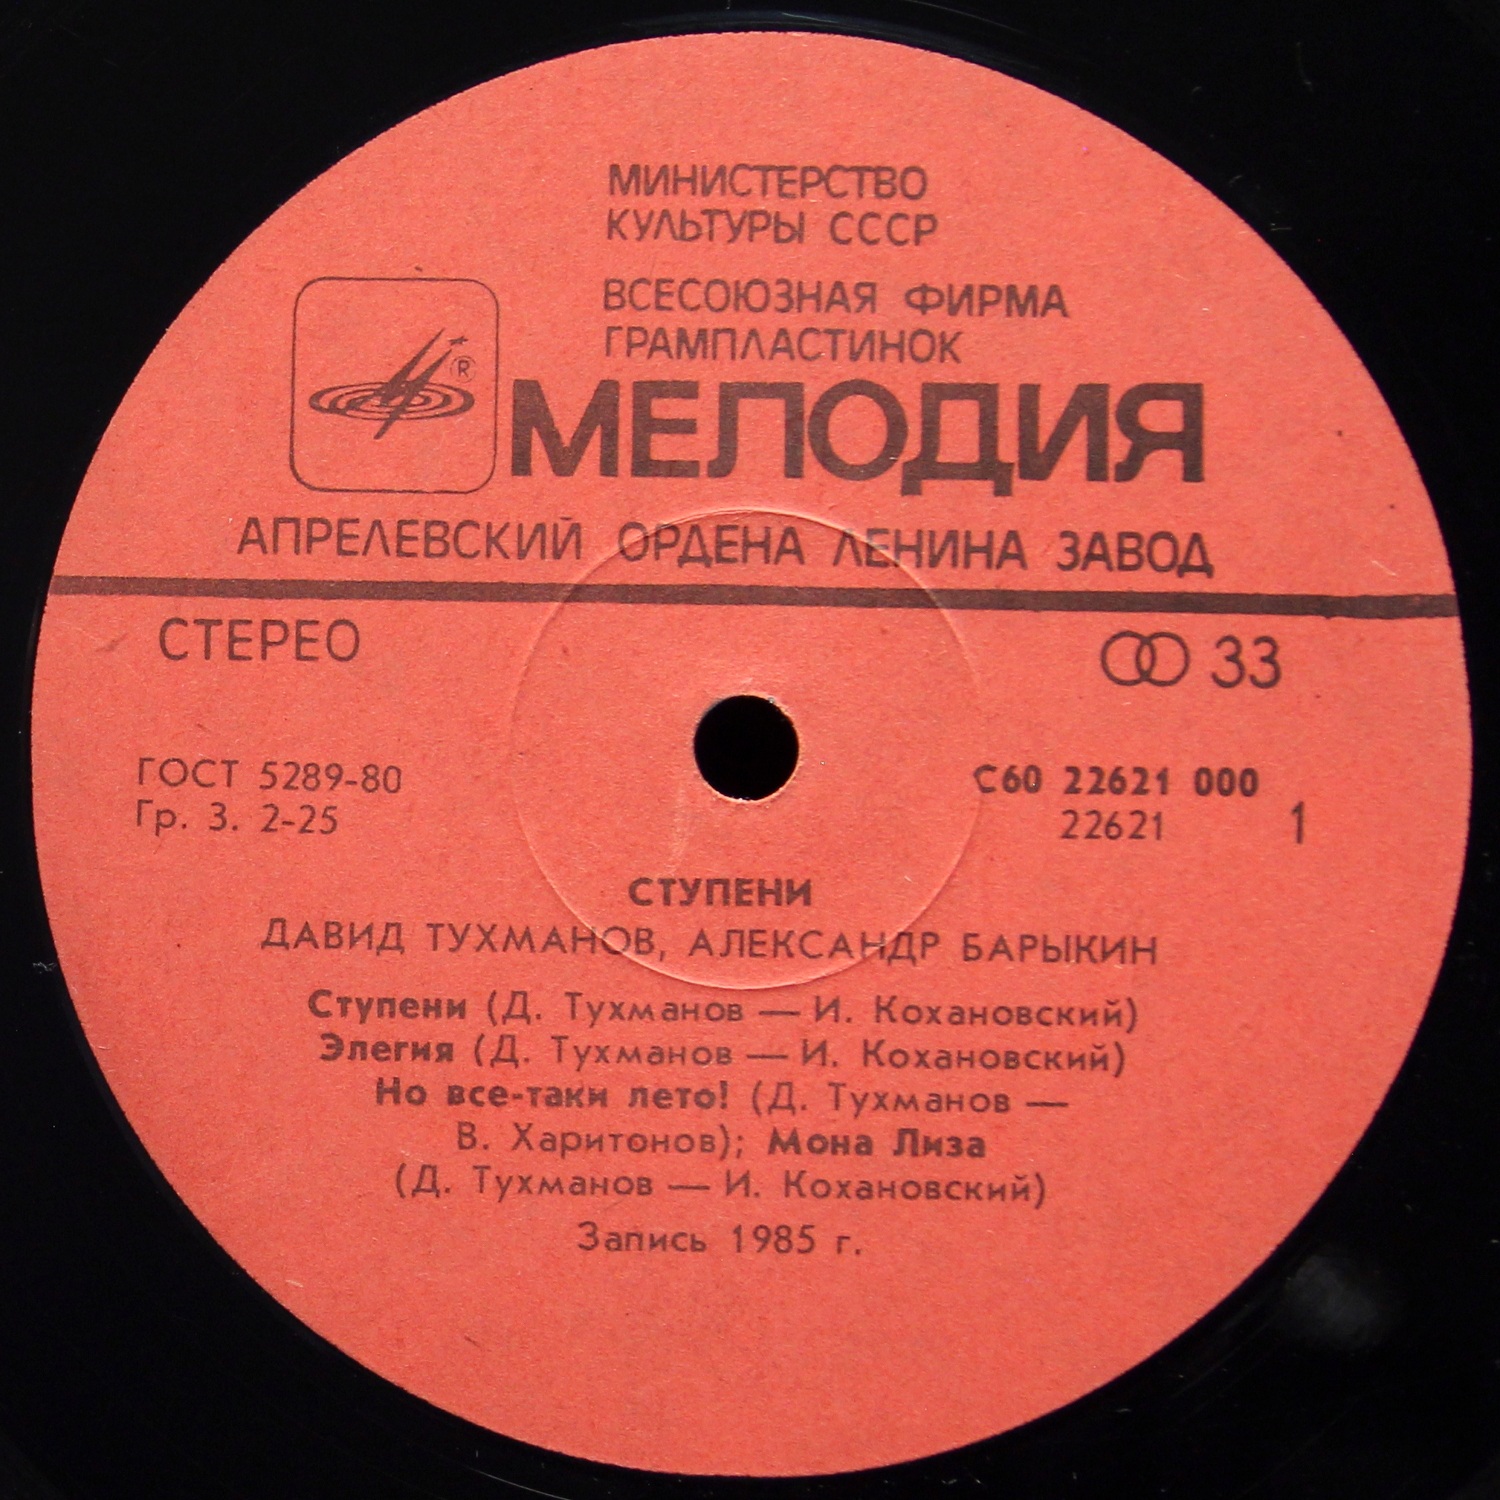 МИНИСТЕРСТВО
КУЛЬТУРЫ СССР
ВСЕСОЮЗНАЯ ФИРМА
ГРАМПЛАСТИНОК
®
МЕЛОДИЯ
АПРЕЛЕВСКИЙ ОРДЕНА ЛЕНИНА ЗАВОД
СТЕРЕО
33
ГОСТ 5289-80
Гр. 3. 2-25
С60 22621 000
22621 1
СТУПЕНИ
ДАВИД ТУХМАНОВ, АЛЕКСАНДР БАРЫКИН
Ступени (Д. Тухманов — И. Кохановский)
Элегия (Д. Тухманов — И. Кохановский)
Но все-таки лето! (Д. Тухманов —
В. Харитонов); Мона Лиза
(Д. Тухманов — И. Кохановский)
Запись 1985 г.